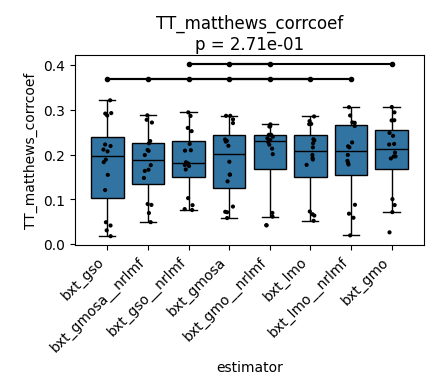 TT_matthews_corrcoef
p = 2.71e-01
TT_matthews_corrcoef
0.4
0.3
0.2
0.1
0.0
bxt_gso
bxt_gmosa__nrlmf
bxt_gso__nrlmf
bxt_gmosa
bxt_gmo__nrlmf
bxt_lmo
bxt_lmo__nrlmf
bxt_gmo
estimator